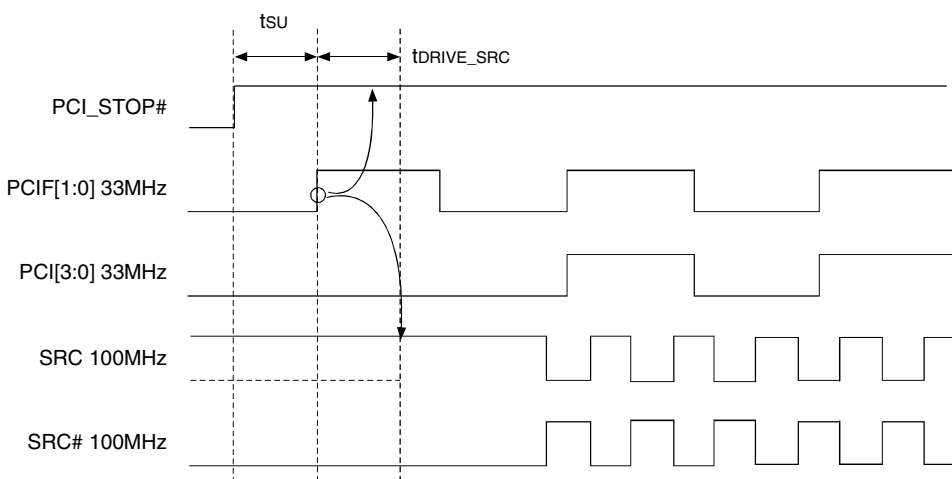 tSU
tDRIVE_SRC
PCI_STOP#
PCIF[1:0] 33MHz
PCI[3:0] 33MHz
SRC 100MHz
SRC# 100MHz